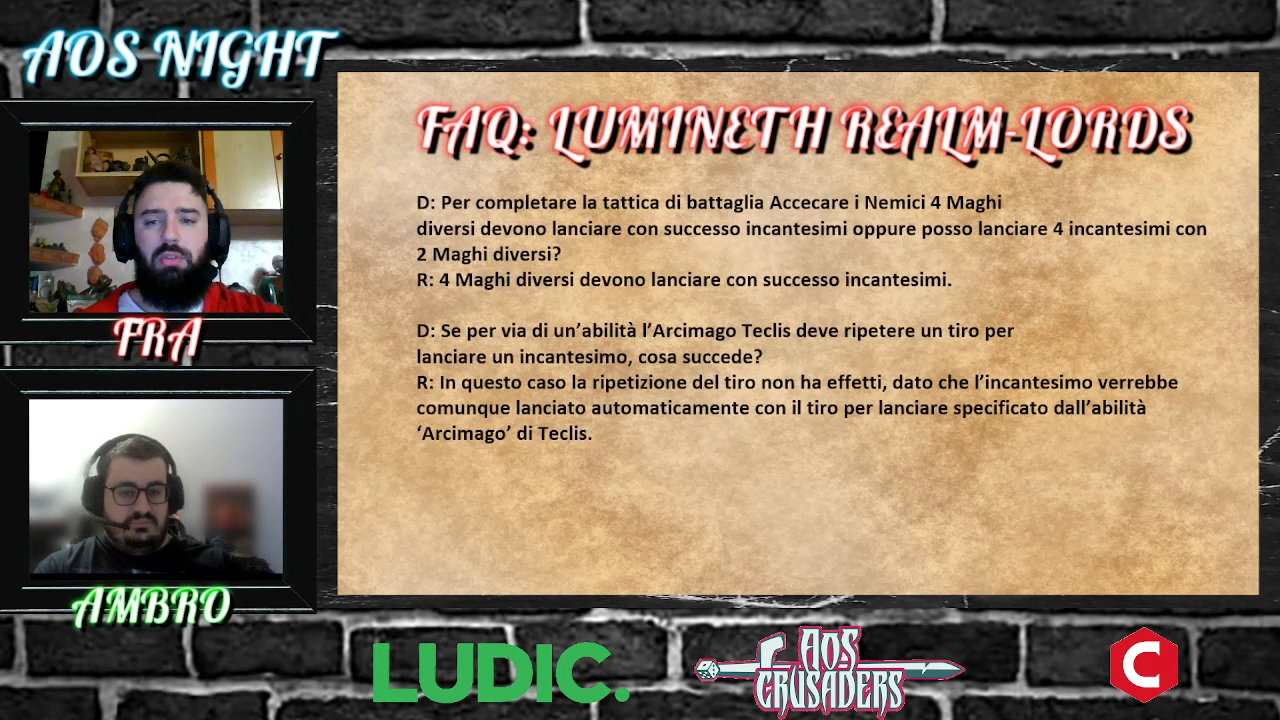 AOS NIGHT
FAQ: LUMINETH REALM-LORDS
D: Per completare la tattica di battaglia Accecare i Nemici 4 Maghi
diversi devono lanciare con successo incantesimi oppure posso lanciare 4 incantesimi con
2 Maghi diversi?
R: 4 Maghi diversi devono lanciare con successo incantesimi.
D: Se per via di un’abilità l’Arcimago Teclis deve ripetere un tiro per
lanciare un incantesimo, cosa succede?
R: In questo caso la ripetizione del tiro non ha effetti, dato che l’incantesimo verrebbe
comunque lanciato automaticamente con il tiro per lanciare specificato dall’abilità
‘Arcimago’ di Teclis.
FRA
AMBRO
LUDIC.
AOS
CRUSADERS
C